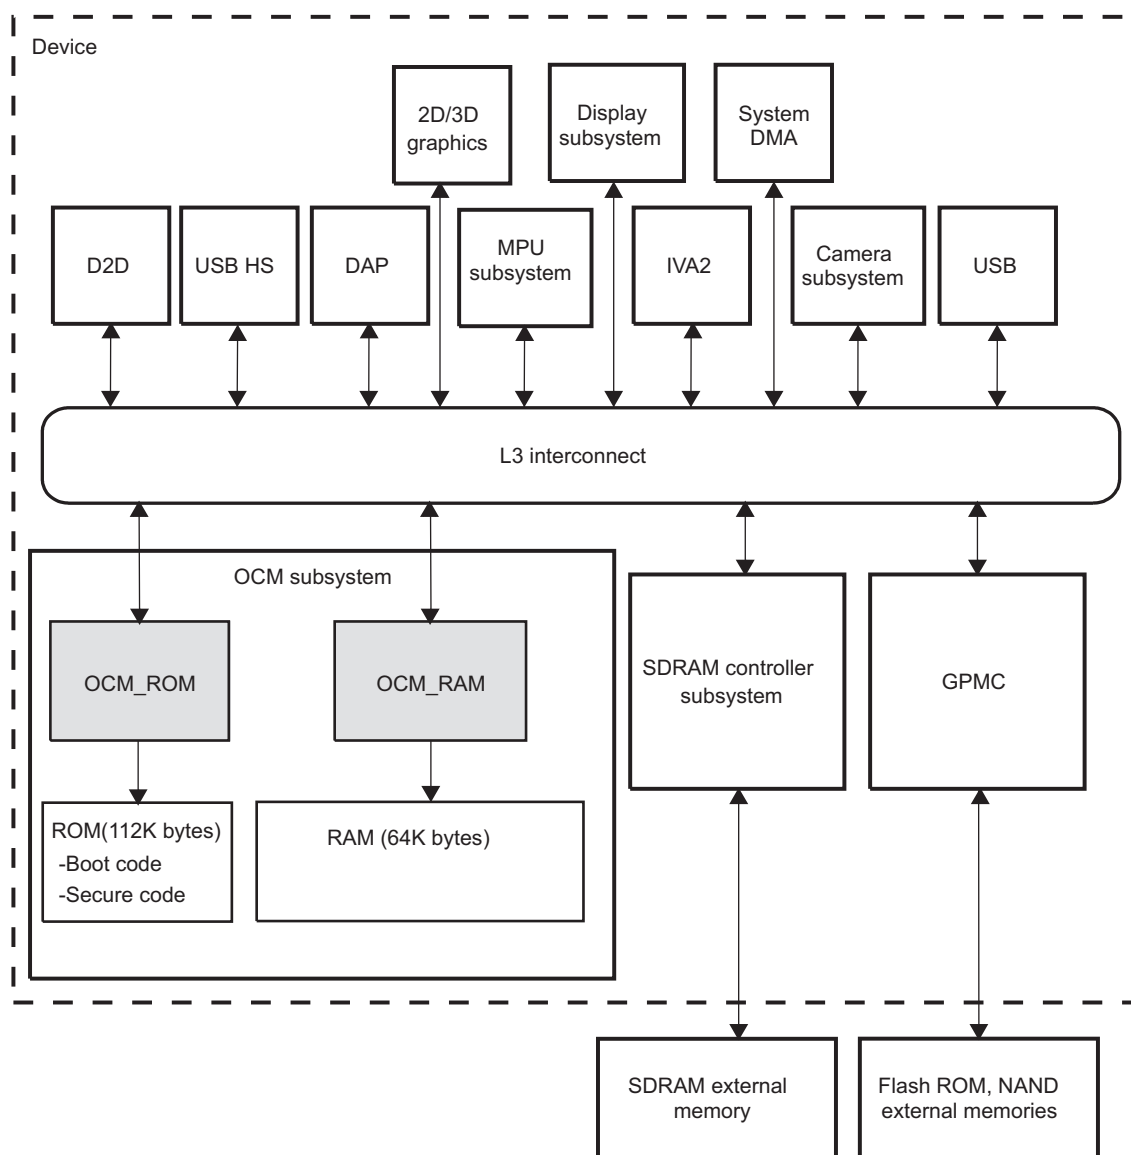 Device
2D/3D
graphics
Display
subsystem
System
DMA
D2D
USB HS
DAP
MPU
subsystem
IVA2
Camera
subsystem
USB
L3 interconnect
OCM subsystem
OCM_ROM
OCM_RAM
SDRAM controller
subsystem
GPMC
ROM(112K bytes)
-Boot code
-Secure code
RAM (64K bytes)
SDRAM external
memory
Flash ROM, NAND
external memories